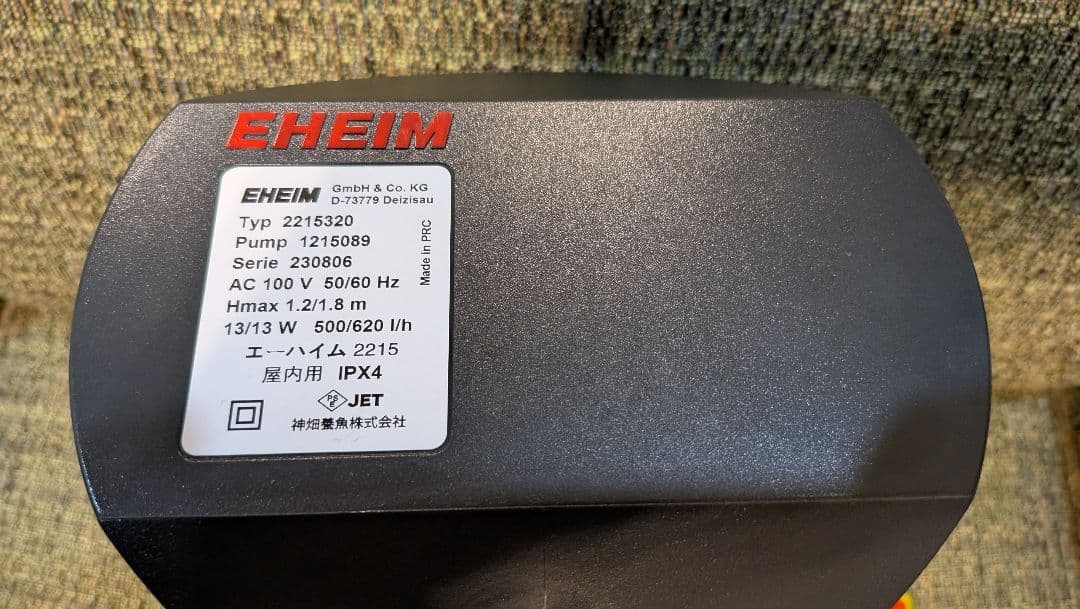 EHEIM
EHEIM GmbH & Co. KG
D-73779 Deizisau
Typ 2215320
Pump 1215089
Serie 230806
Made in PRC
AC 100 V 50/60 Hz
Hmax 1.2/1.8 m
13/13 W 500/620 l/h
エーハイム 2215
屋内用 IPX4
PSE JET
神畑養魚株式会社